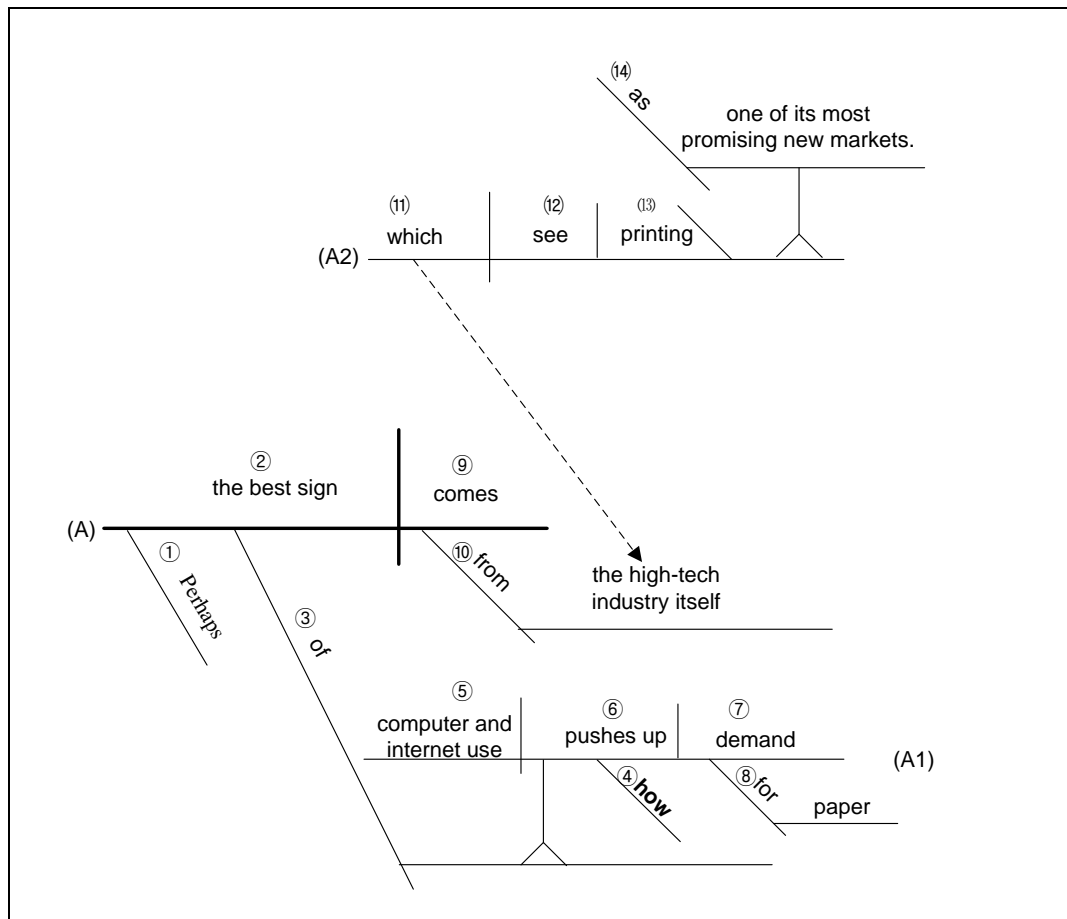 ⒁ as
one of its most
promising new markets.
⑾ ⑿ ⒀
(A2) which see printing
② ⑨
the best sign comes
(A)
① Perhaps
⑩ from
the high-tech
industry itself
③ of
⑤ ⑥ ⑦
computer and
internet use pushes up demand (A1)
④ how ⑧ for
paper